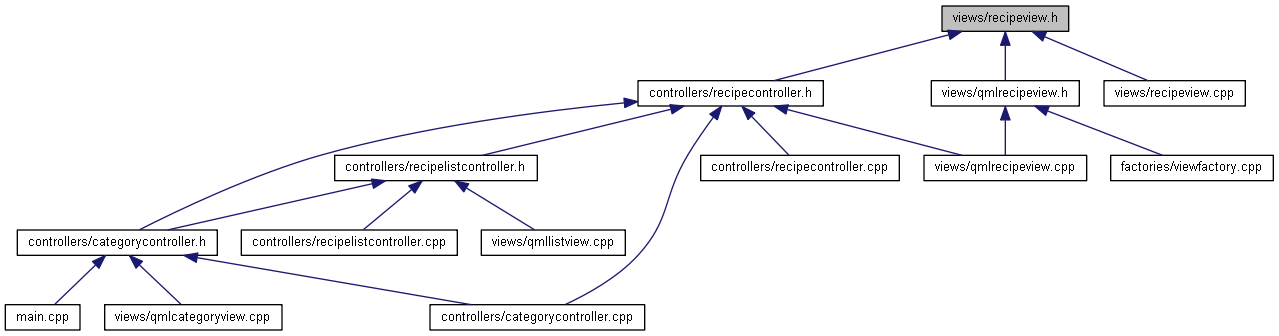 views/recipeview.h
controllers/recipecontroller.h
views/qmlrecipeview.h
views/recipeview.cpp
controllers/recipelistcontroller.h
controllers/recipecontroller.cpp
views/qmlrecipeview.cpp
factories/viewfactory.cpp
controllers/categorycontroller.h
controllers/recipelistcontroller.cpp
views/qmllistview.cpp
main.cpp
views/qmlcategoryview.cpp
controllers/categorycontroller.cpp